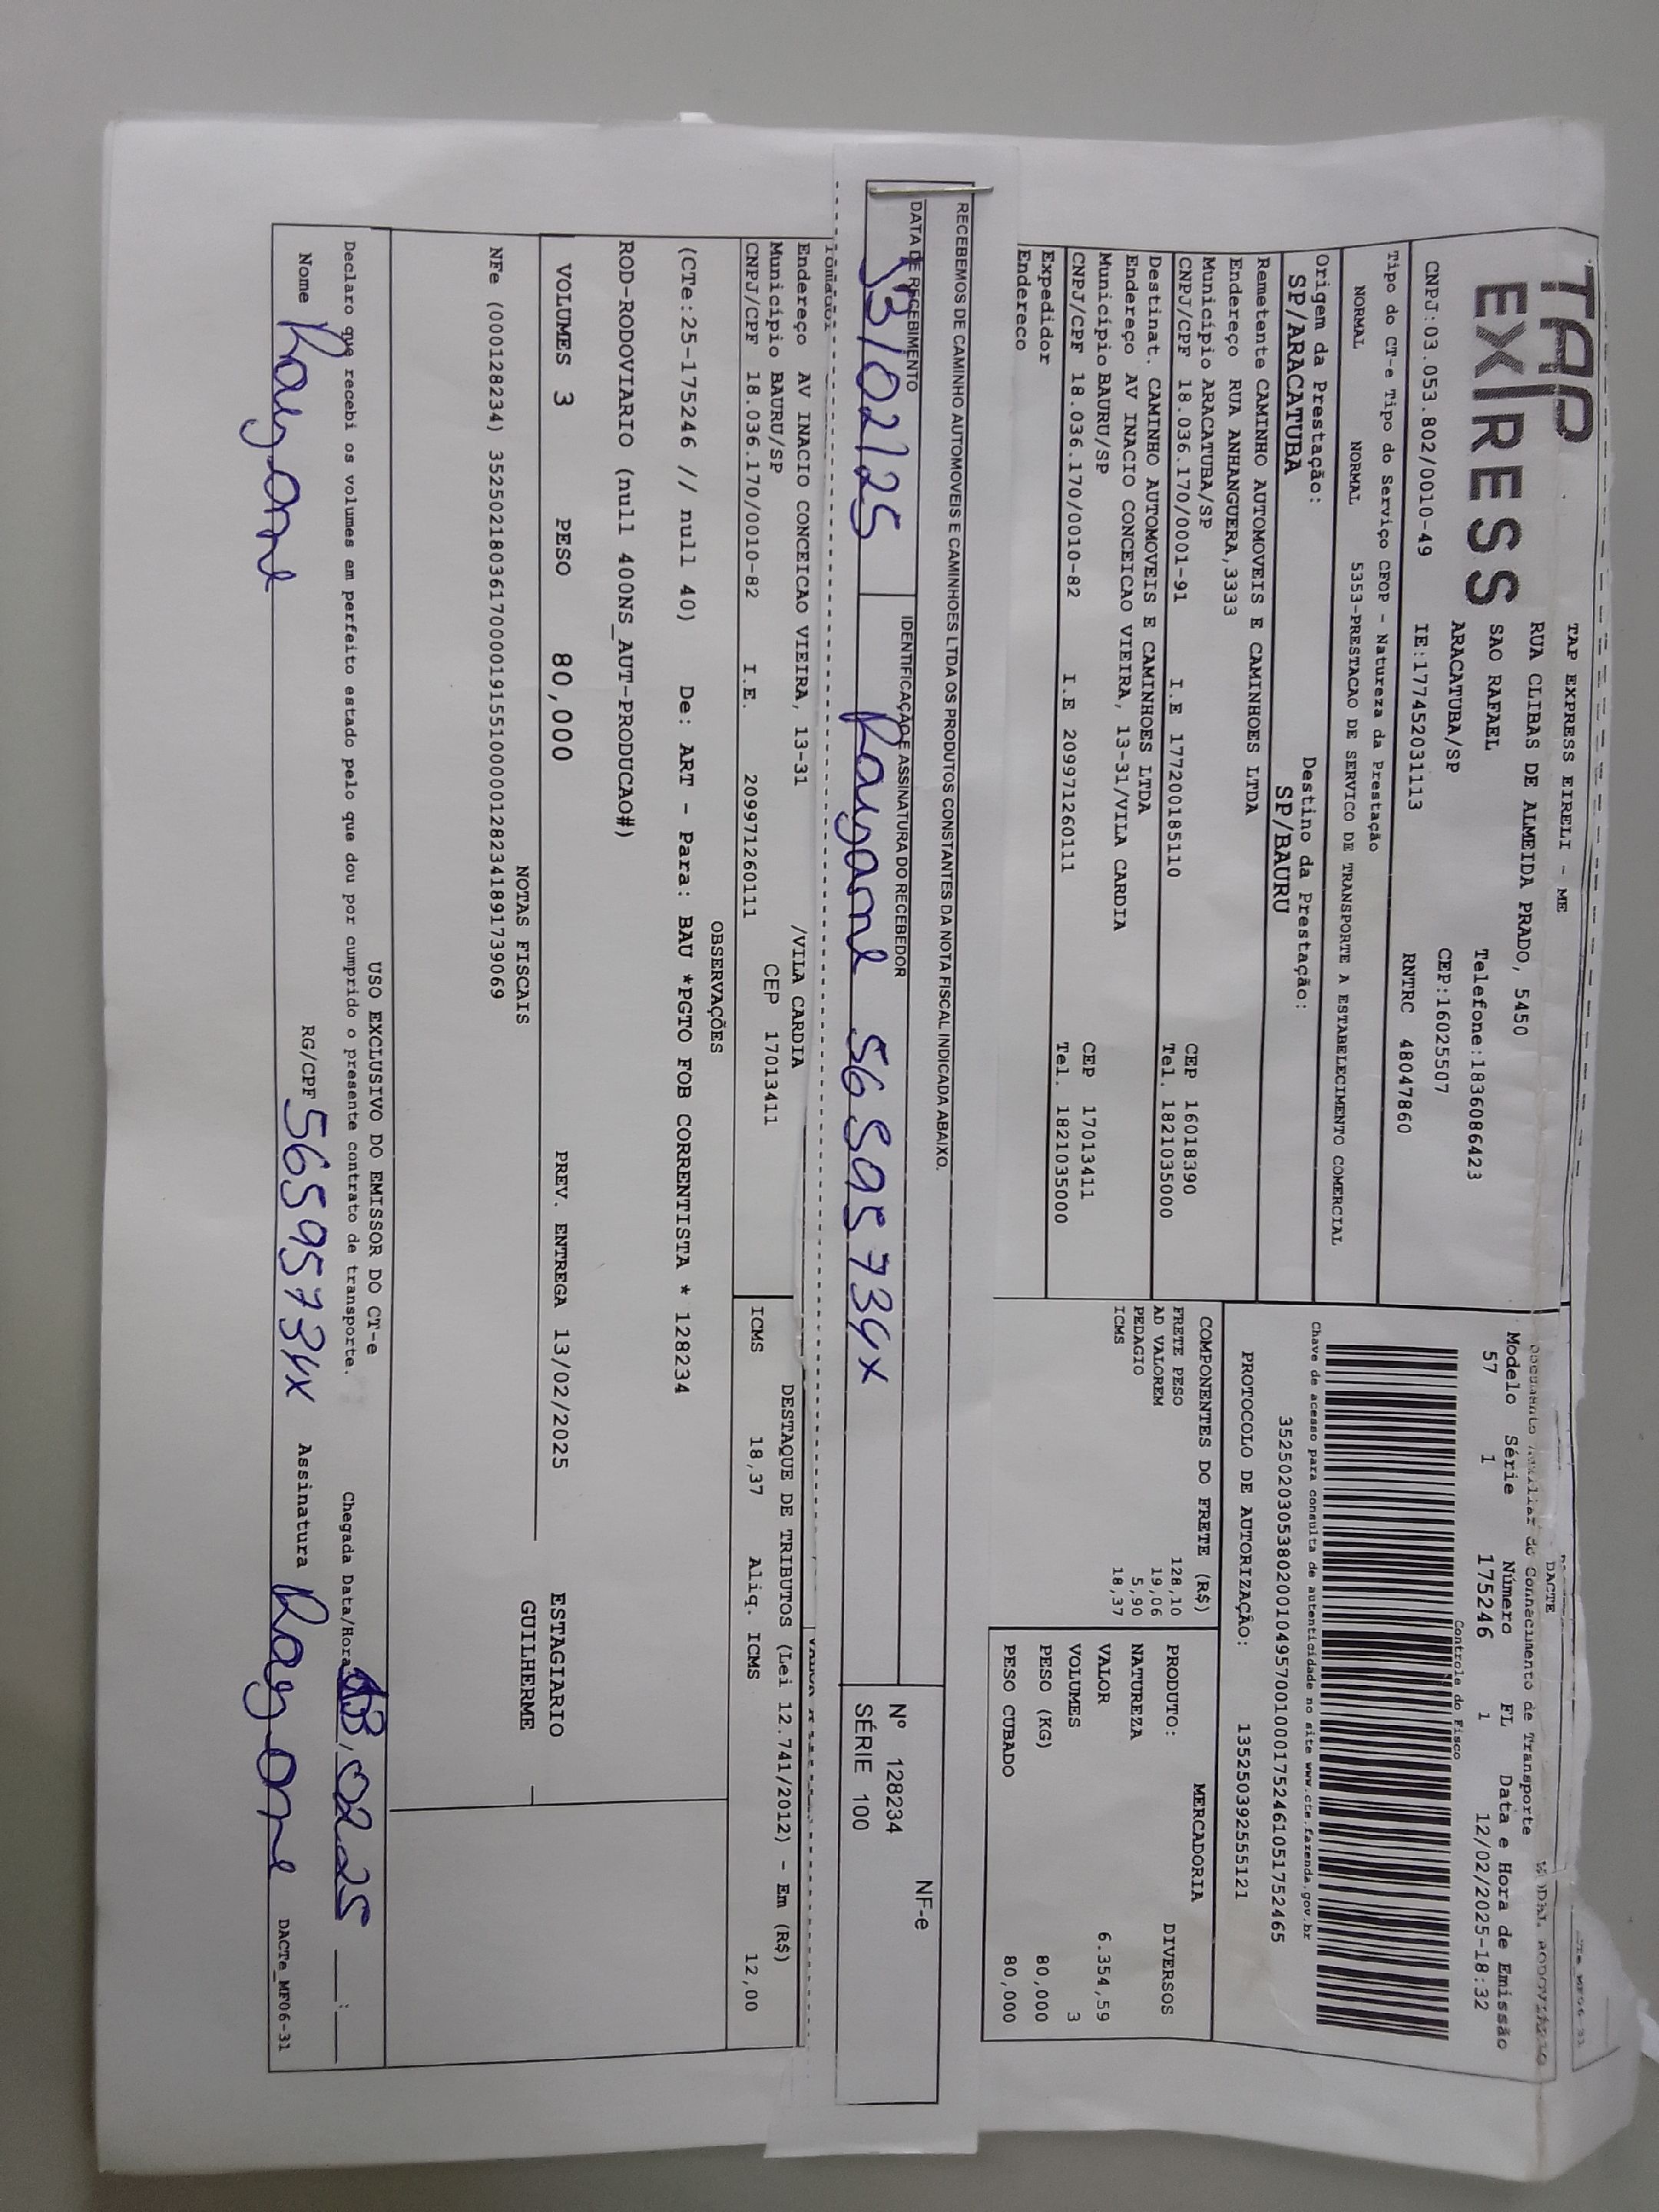 TAP
EXPRESS
TAP EXPRESS EIRELI - ME
RUA CLIBAS DE ALMEIDA PRADO, 5450
SAO RAFAEL Telefone:1836086423
ARACATUBA/SP CEP:16025507
CNPJ:03.053.802/0010-49 IE:177452031113 RNTRC 48047860
DACTE
Documento Auxiliar do Conhecimento de Transporte MODAL RODOVIÁRIO
Modelo Série Número FL Data e Hora de Emissão
57 1 175246 1 12/02/2025-18:32
Controle do Fisco
Tipo do CT-e Tipo do Serviço CFOP - Natureza da Prestação
NORMAL NORMAL 5353-PRESTACAO DE SERVICO DE TRANSPORTE A ESTABELECIMENTO COMERCIAL
Chave de acesso para consulta de autenticidade no site www.cte.fazenda.gov.br
35250203053802001049570010001752461051752465
Origem da Prestação: Destino da Prestação:
SP/ARACATUBA SP/BAURU
PROTOCOLO DE AUTORIZAÇÃO: 135250392555121
Remetente CAMINHO AUTOMOVEIS E CAMINHOES LTDA
Endereço RUA ANHANGUERA,3333
Município ARACATUBA/SP CEP 16018390
CNPJ/CPF 18.036.170/0001-91 I.E 177200185110 Tel. 1821035000
Destinat. CAMINHO AUTOMOVEIS E CAMINHOES LTDA
Endereço AV INACIO CONCEICAO VIEIRA, 13-31/VILA CARDIA
Município BAURU/SP CEP 17013411
CNPJ/CPF 18.036.170/0010-82 I.E 209971260111 Tel. 1821035000
Expedidor
Endereco
COMPONENTES DO FRETE (R$)
FRETE PESO 128,10
AD VALOREM 19,06
PEDAGIO 5,90
ICMS 18,37
MERCADORIA
PRODUTO: DIVERSOS
NATUREZA
VALOR 6.354,59
VOLUMES 3
PESO (KG) 80,000
PESO CUBADO 80,000
RECEBEMOS DE CAMINHO AUTOMOVEIS E CAMINHOES LTDA OS PRODUTOS CONSTANTES DA NOTA FISCAL INDICADA ABAIXO.
NF-e
DATA DE RECEBIMENTO IDENTIFICAÇÃO E ASSINATURA DO RECEBEDOR
Nº 128234
SÉRIE 100
13/02/25 Rayane 56595734x
Tomador
Endereço AV INACIO CONCEICAO VIEIRA, 13-31 /VILA CARDIA
Município BAURU/SP CEP 17013411
CNPJ/CPF 18.036.170/0010-82 I.E. 209971260111
DESTAQUE DE TRIBUTOS (Lei 12.741/2012) - Em (R$)
ICMS 18,37 Aliq. ICMS 12,00
OBSERVAÇÕES
(CTe:25-175246 // null 40) De: ART - Para: BAU *PGTO FOB CORRENTISTA * 128234
ROD-RODOVIARIO (null 400NS_AUT-PRODUCAO#)
VOLUMES 3 PESO 80,000 PREV. ENTREGA 13/02/2025 ESTAGIARIO
GUILHERME
NOTAS FISCAIS
NFe (000128234) 35250218036170000191551000001282341891739069
USO EXCLUSIVO DO EMISSOR DO CT-e
Declaro que recebi os volumes em perfeito estado pelo que dou por cumprido o presente contrato de transporte. Chegada Data/Hora 13/02/25 __:__
Nome Rayane RG/CPF 56595734x Assinatura Rayane DACTe_MF06-31